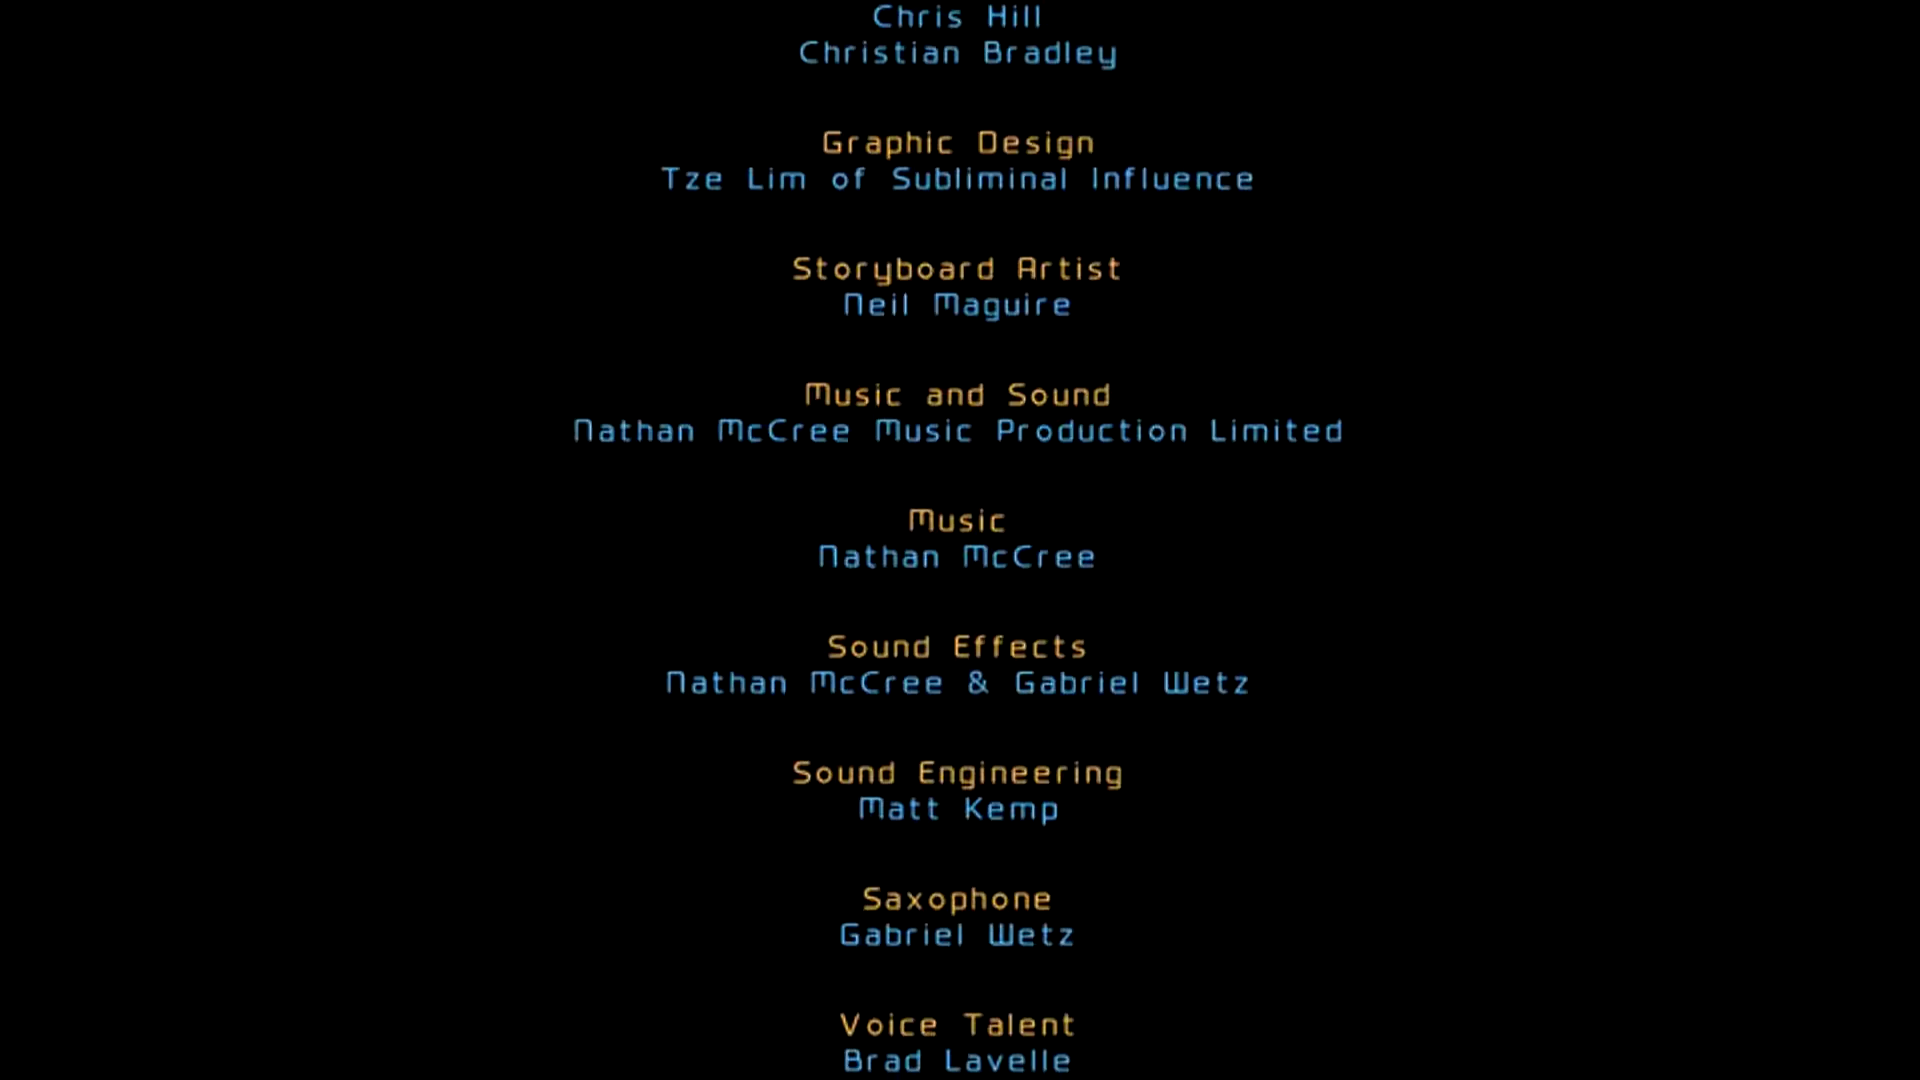 Chris Hill
Christian Bradley
Graphic Design
Tze Lim of Subliminal Influence
Storyboard Artist
Neil Maguire
Music and Sound
Nathan McCree Music Production Limited
Music
Nathan McCree
Sound Effects
Nathan McCree & Gabriel Wetz
Sound Engineering
Matt Kemp
Saxophone
Gabriel Wetz
Voice Talent
Brad Lavelle